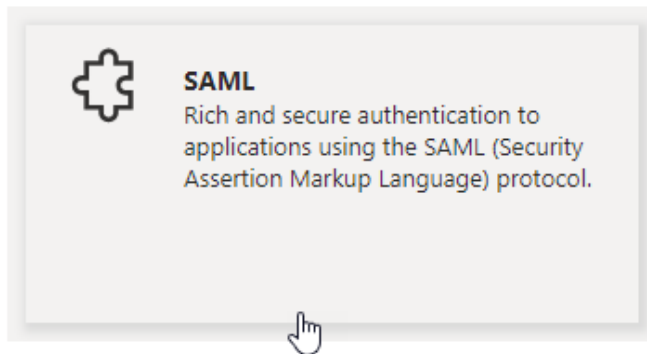 SAML
Rich and secure authentication to
applications using the SAML (Security
Assertion Markup Language) protocol.